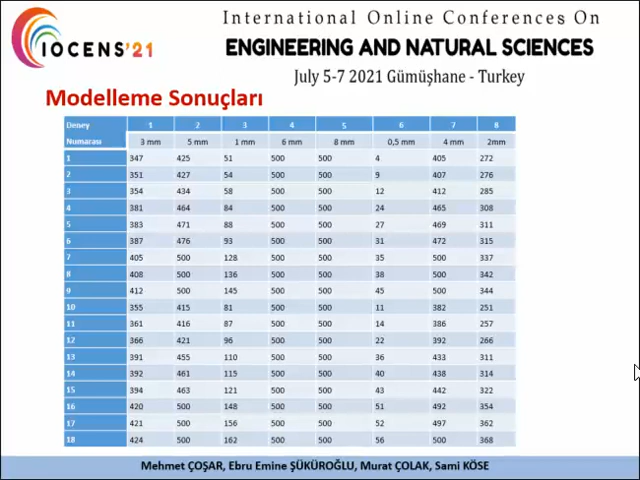 IOCENS'21
International Online Conferences On
ENGINEERING AND NATURAL SCIENCES
July 5-7 2021 Gümüşhane - Turkey
Modelleme Sonuçları
Deney Numarası 1 2 3 4 5 6 7 8
3 mm 5 mm 1 mm 6 mm 8 mm 0,5 mm 4 mm 2mm
1 347 425 51 500 500 4 405 272
2 351 427 54 500 500 9 407 276
3 354 434 58 500 500 12 412 285
4 381 464 84 500 500 24 465 308
5 383 471 88 500 500 27 469 311
6 387 476 93 500 500 31 472 315
7 405 500 128 500 500 35 500 337
8 408 500 136 500 500 38 500 342
9 412 500 145 500 500 45 500 344
10 355 415 81 500 500 11 382 251
11 361 416 87 500 500 14 386 257
12 366 421 96 500 500 22 392 266
13 391 455 110 500 500 36 433 311
14 392 461 115 500 500 40 438 314
15 394 463 121 500 500 43 442 322
16 420 500 148 500 500 51 492 354
17 421 500 156 500 500 52 497 362
18 424 500 162 500 500 56 500 368
Mehmet ÇOŞAR, Ebru Emine ŞÜKÜROĞLU, Murat ÇOLAK, Sami KÖSE